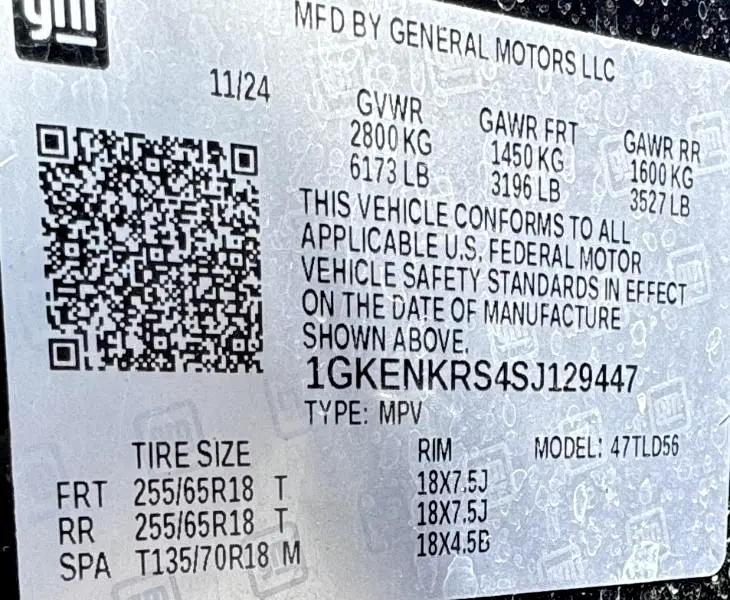 gm
MFD BY GENERAL MOTORS LLC
11/24
GVWR GAWR FRT GAWR RR
2800 KG 1450 KG 1600 KG
6173 LB 3196 LB 3527 LB
THIS VEHICLE CONFORMS TO ALL
APPLICABLE U.S. FEDERAL MOTOR
VEHICLE SAFETY STANDARDS IN EFFECT
ON THE DATE OF MANUFACTURE
SHOWN ABOVE.
1GKENKRS4SJ129447
TYPE: MPV
TIRE SIZE RIM MODEL: 47TLD56
FRT 255/65R18 T 18X7.5J
RR 255/65R18 T 18X7.5J
SPA T135/70R18 M 18X4.5B